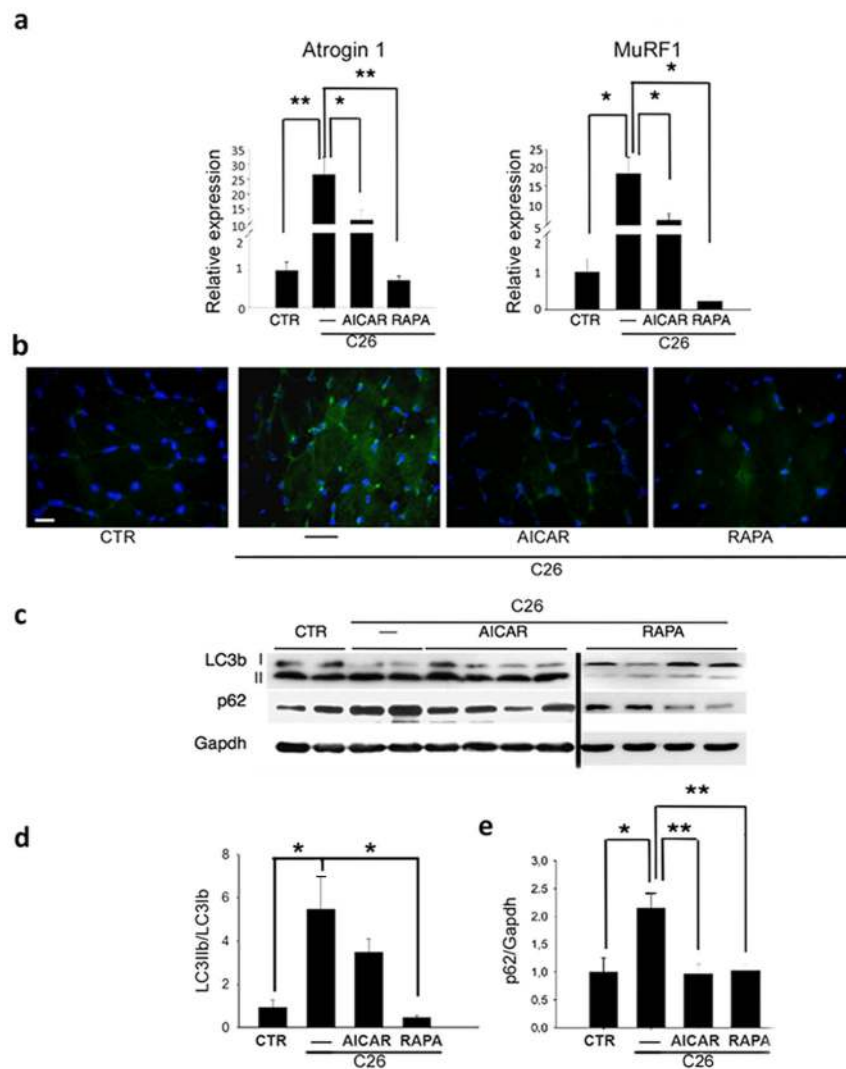 a
Atrogin 1
MuRF1
** * **
* * *
Relative expression
35
30
25
20
15
10
2
1
0
CTR — AICAR RAPA
C26
Relative expression
20
15
10
5
2
1
0
CTR — AICAR RAPA
C26
b
CTR — AICAR RAPA
C26
c
C26
CTR — AICAR RAPA
LC3b I
II
p62
Gapdh
d
* *
LC3IIb/LC3Ib
8
6
4
2
0
CTR — AICAR RAPA
C26
e
**
* **
p62/Gapdh
3,0
2,5
2,0
1,5
1,0
0,5
0,0
CTR — AICAR RAPA
C26